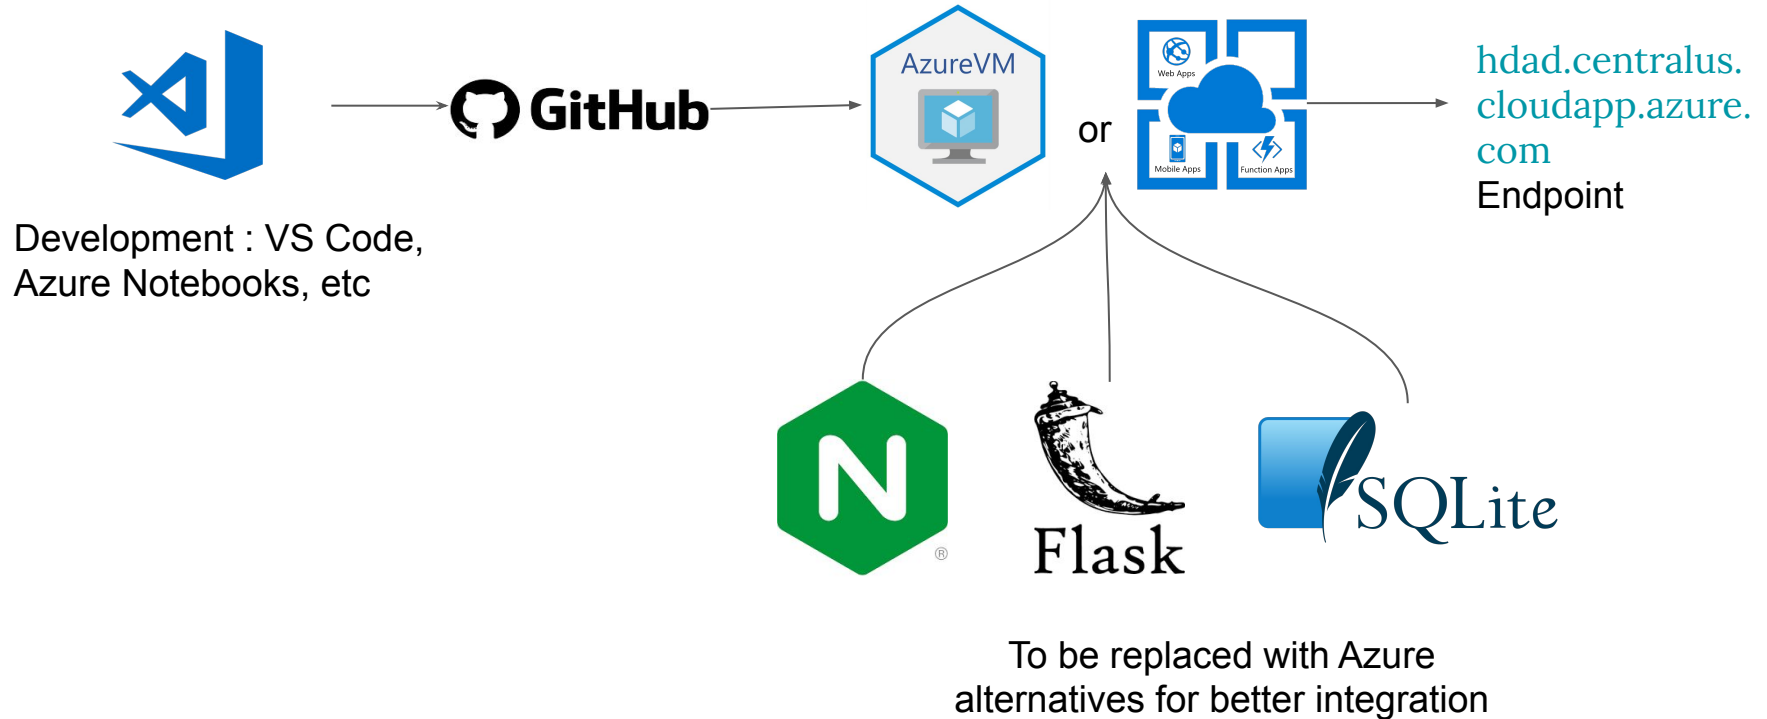 AzureVM
Web Apps
Mobile Apps
Function Apps
GitHub
or
hdad.centralus.
cloudapp.azure.
com
Endpoint
Development : VS Code,
Azure Notebooks, etc
N
®
Flask
SQLite
To be replaced with Azure
alternatives for better integration